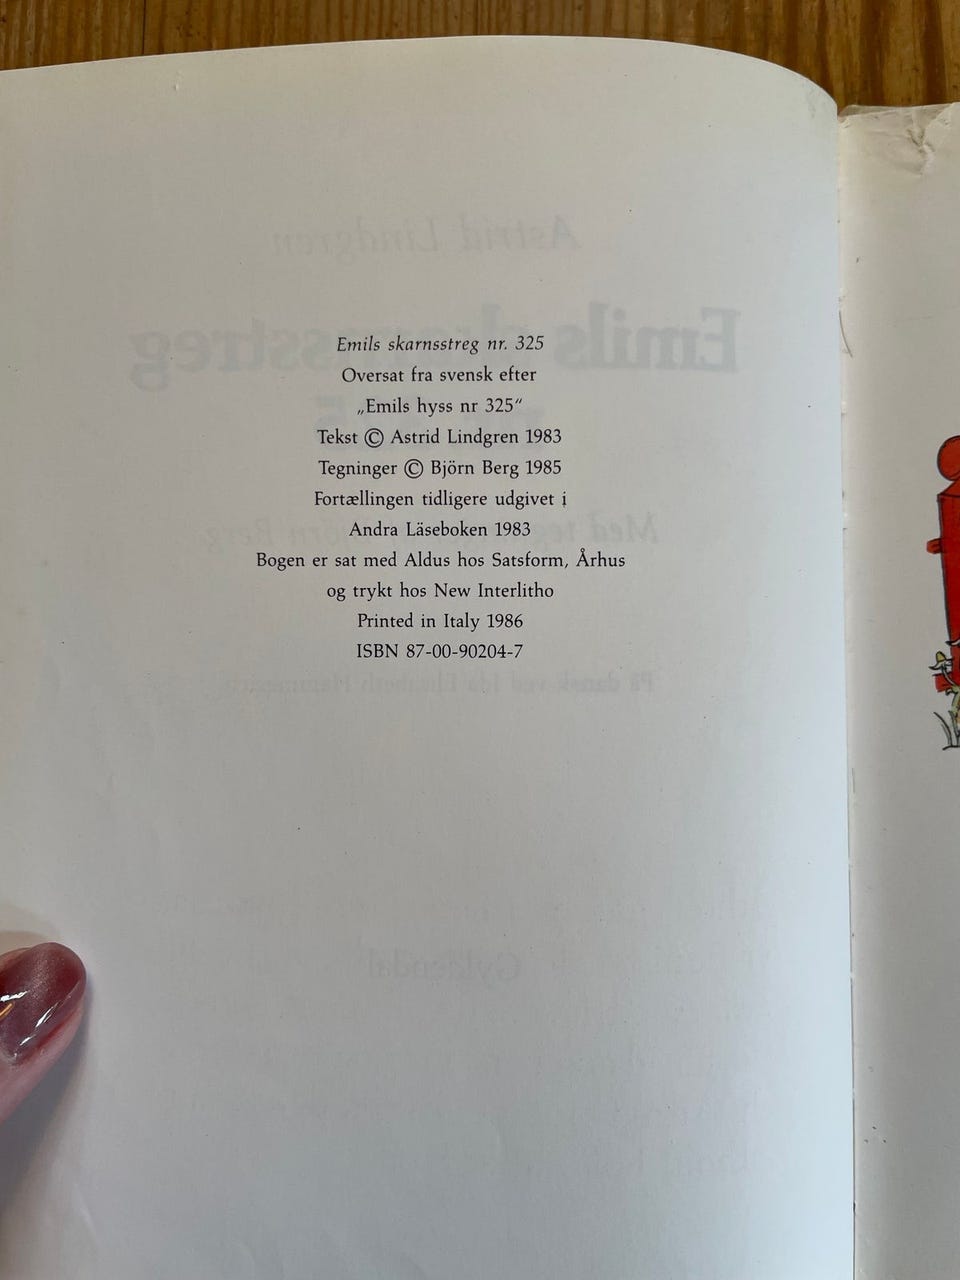 Emils skarnsstreg nr. 325
Oversat fra svensk efter
„Emils hyss nr 325“
Tekst © Astrid Lindgren 1983
Tegninger © Björn Berg 1985
Fortællingen tidligere udgivet i
Andra Läseboken 1983
Bogen er sat med Aldus hos Satsform, Århus
og trykt hos New Interlitho
Printed in Italy 1986
ISBN 87-00-90204-7